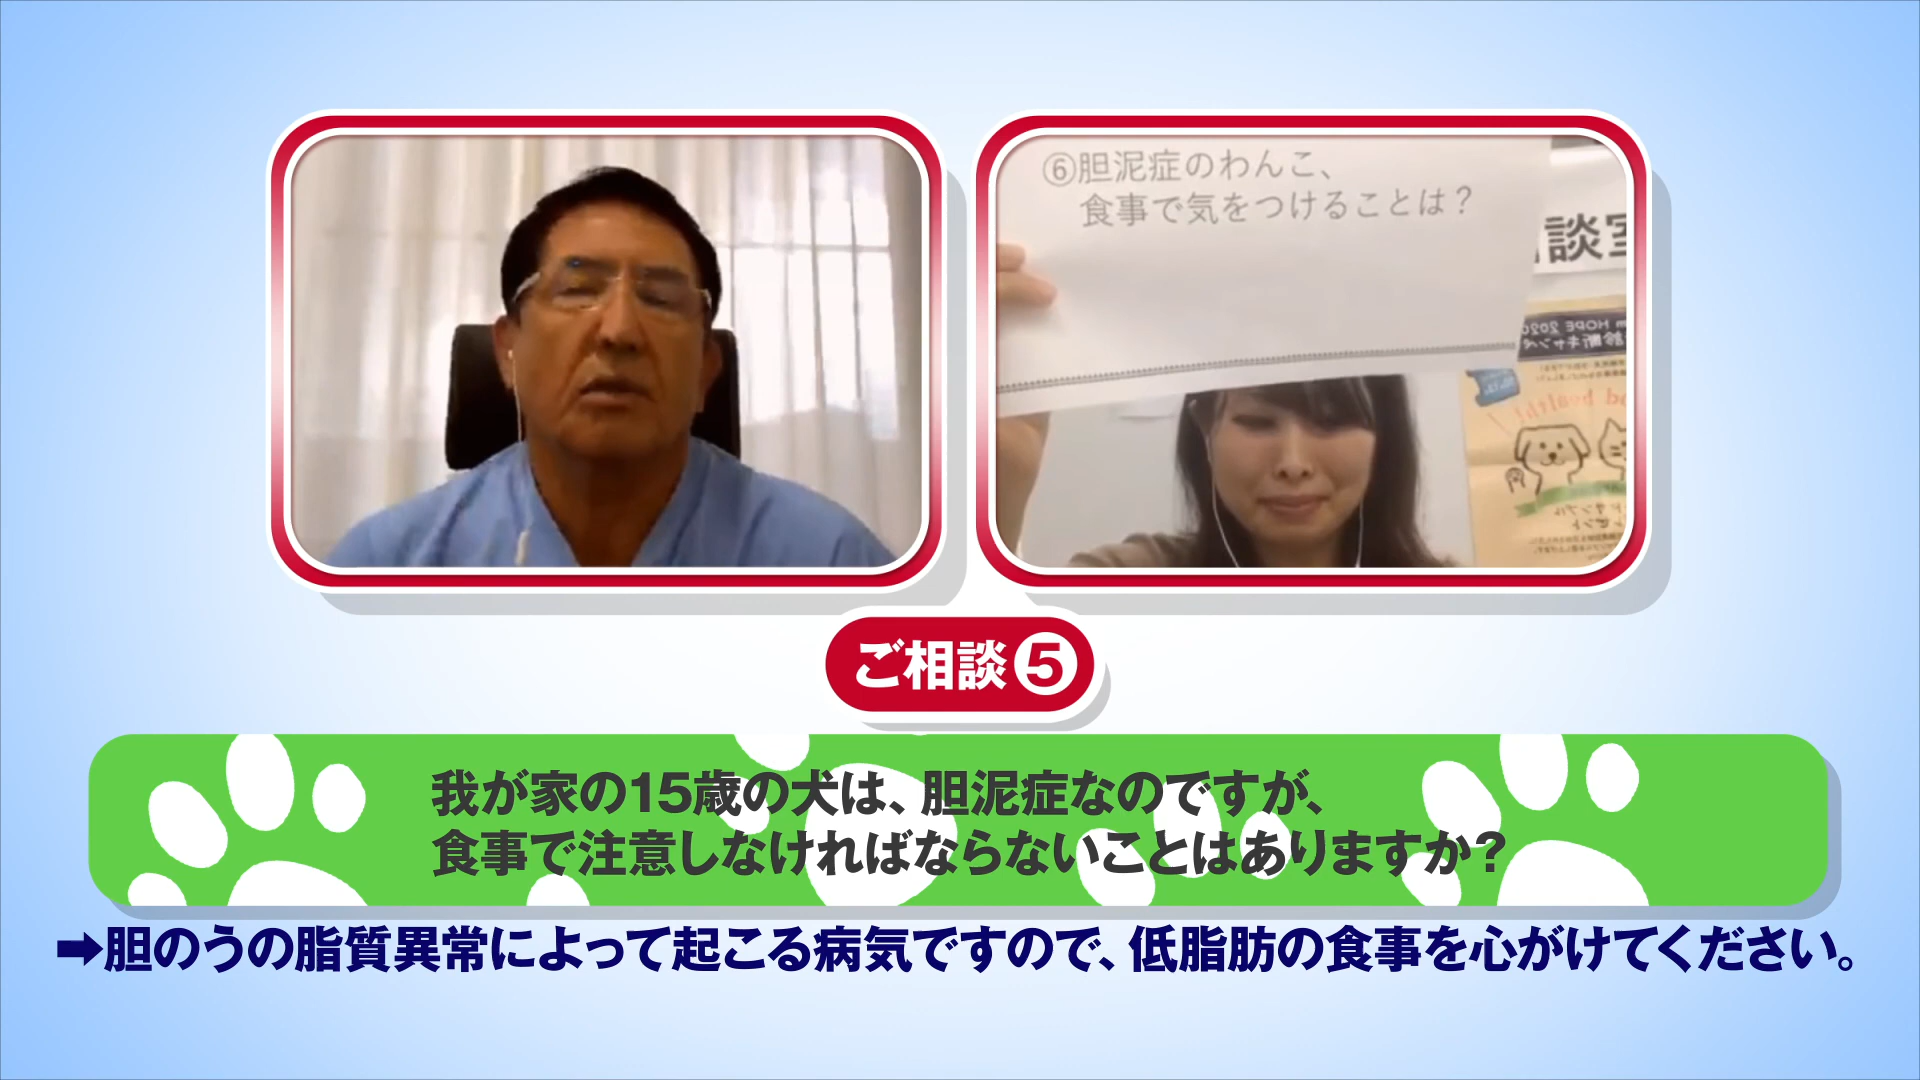 ⑥胆泥症のわんこ、
食事で気をつけることは？
談室
HOPE 2020
ご相談❺
我が家の15歳の犬は、胆泥症なのですが、
食事で注意しなければならないことはありますか？
➡胆のうの脂質異常によって起こる病気ですので、低脂肪の食事を心がけてください。